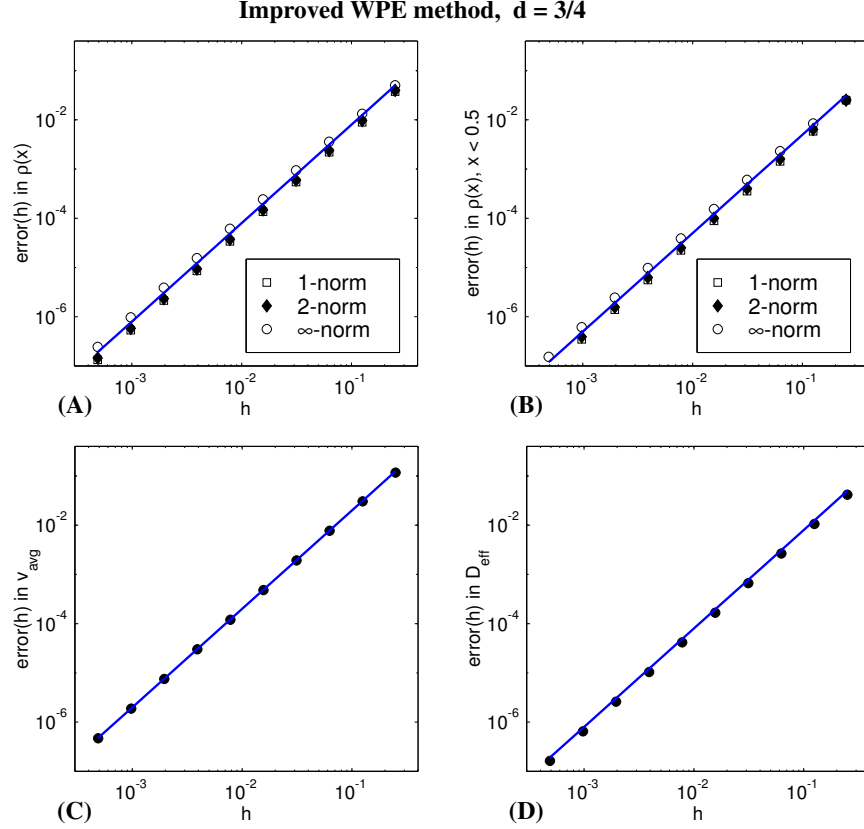 Improved WPE method, d = 3/4
error(h) in ρ(x)
10^-2
10^-4
10^-6
1-norm
2-norm
∞-norm
10^-3
10^-2
10^-1
h
(A)
error(h) in ρ(x), x < 0.5
10^-2
10^-4
10^-6
1-norm
2-norm
∞-norm
10^-3
10^-2
10^-1
h
(B)
error(h) in v_avg
10^-2
10^-4
10^-6
10^-3
10^-2
10^-1
h
(C)
error(h) in D_eff
10^-2
10^-4
10^-6
10^-3
10^-2
10^-1
h
(D)